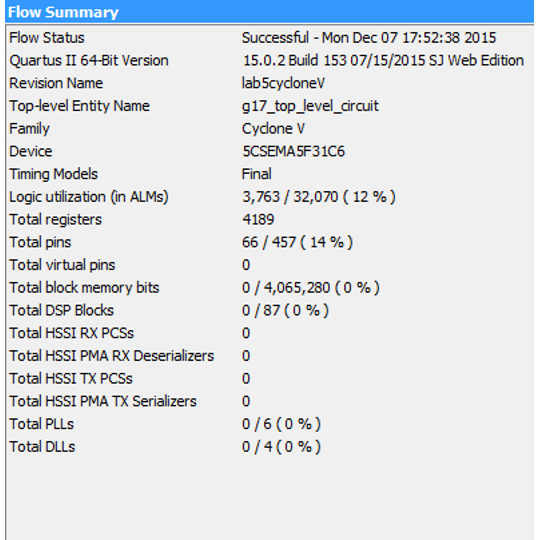 Flow Summary
Flow Status Successful - Mon Dec 07 17:52:38 2015
Quartus II 64-Bit Version 15.0.2 Build 153 07/15/2015 SJ Web Edition
Revision Name lab5cycloneV
Top-level Entity Name g17_top_level_circuit
Family Cyclone V
Device 5CSEMA5F31C6
Timing Models Final
Logic utilization (in ALMs) 3,763 / 32,070 ( 12 % )
Total registers 4189
Total pins 66 / 457 ( 14 % )
Total virtual pins 0
Total block memory bits 0 / 4,065,280 ( 0 % )
Total DSP Blocks 0 / 87 ( 0 % )
Total HSSI RX PCSs 0
Total HSSI PMA RX Deserializers 0
Total HSSI TX PCSs 0
Total HSSI PMA TX Serializers 0
Total PLLs 0 / 6 ( 0 % )
Total DLLs 0 / 4 ( 0 % )